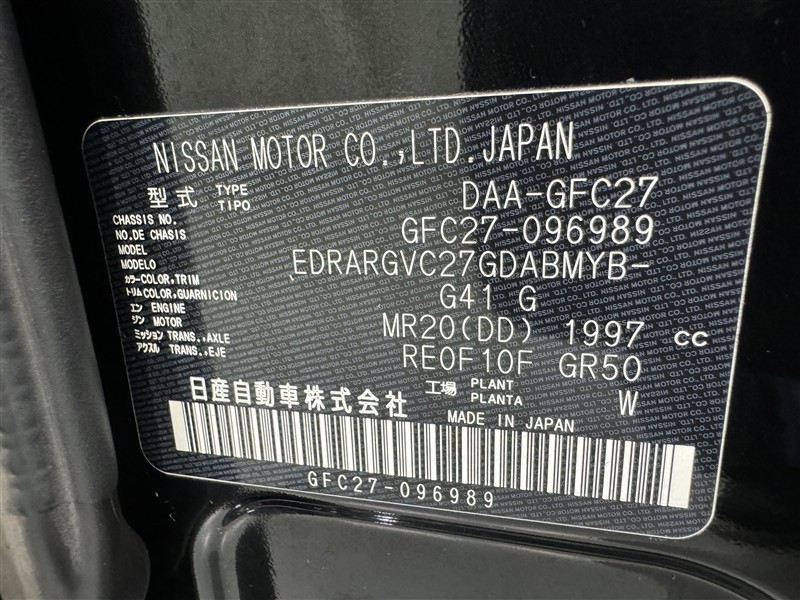 NISSAN MOTOR CO.,LTD.JAPAN
型式 TYPE TIPO DAA-GFC27
CHASSIS NO.
NO.DE CHASIS GFC27-096989
MODEL
MODELO EDRARGVC27GDABMYB-
カラー COLOR,TRIM
トリム COLOR,GUARNICION G41 G
エン ENGINE
ジン MOTOR MR20(DD) 1997 cc
ミッション TRANS.,AXLE
アクスル TRANS.,EJE RE0F10F GR50
工場 PLANT PLANTA W
日産自動車株式会社 MADE IN JAPAN
GFC27-096989